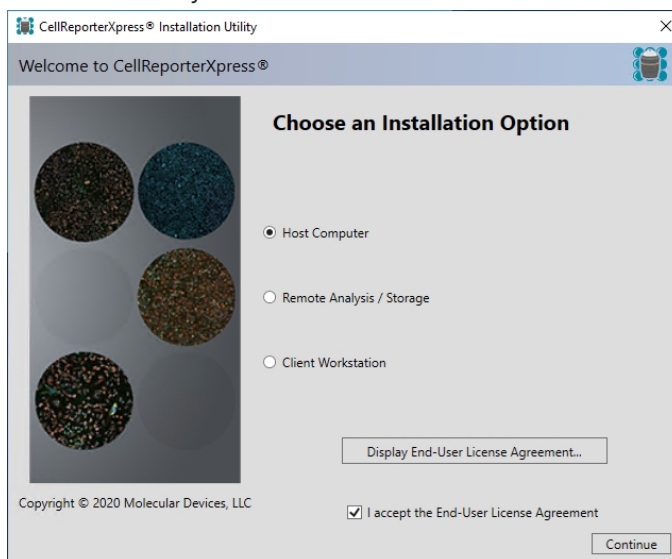 CellReporterXpress® Installation Utility
Welcome to CellReporterXpress®
Choose an Installation Option
Host Computer
Remote Analysis / Storage
Client Workstation
Display End-User License Agreement...
Copyright © 2020 Molecular Devices, LLC
I accept the End-User License Agreement
Continue